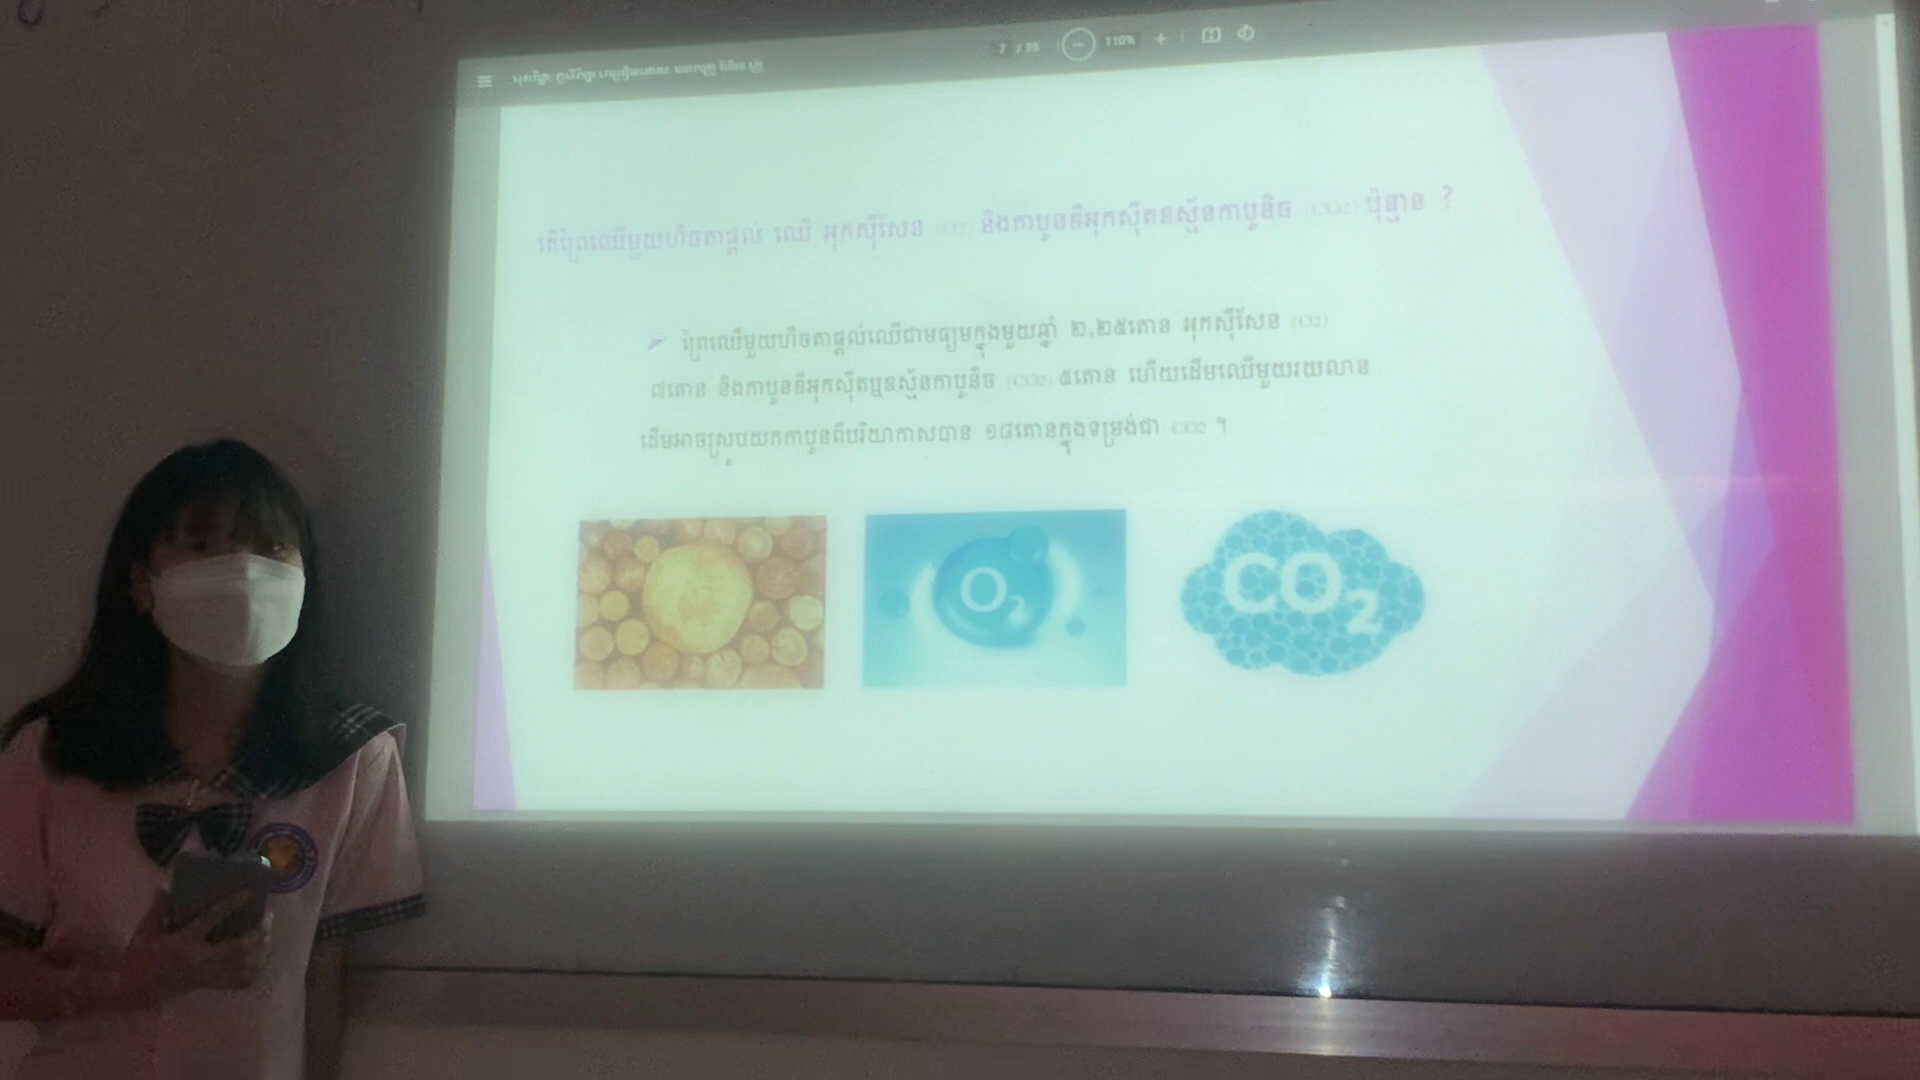 7 / 25 110%
តើព្រៃឈើមួយហិចតាផ្តល់ ឈើ អុកស៊ីសែន (O2) និងកាបូនឌីអុកស៊ីតឧស្ម័នកាបូនិច (CO2) ប៉ុន្មាន ?
ព្រៃឈើមួយហិចតាផ្តល់ឈើជាមធ្យមក្នុងមួយឆ្នាំ ២,២៥តោន អុកស៊ីសែន (O2)
៧តោន និងកាបូនឌីអុកស៊ីតឬឧស្ម័នកាបូនិច (CO2) ៥តោន ហើយដើមឈើមួយរយលាន
ដើមអាចស្រូបយកកាបូនពីបរិយាកាសបាន ១៨តោនក្នុងទម្រង់ជា CO2 ។
O2
CO2